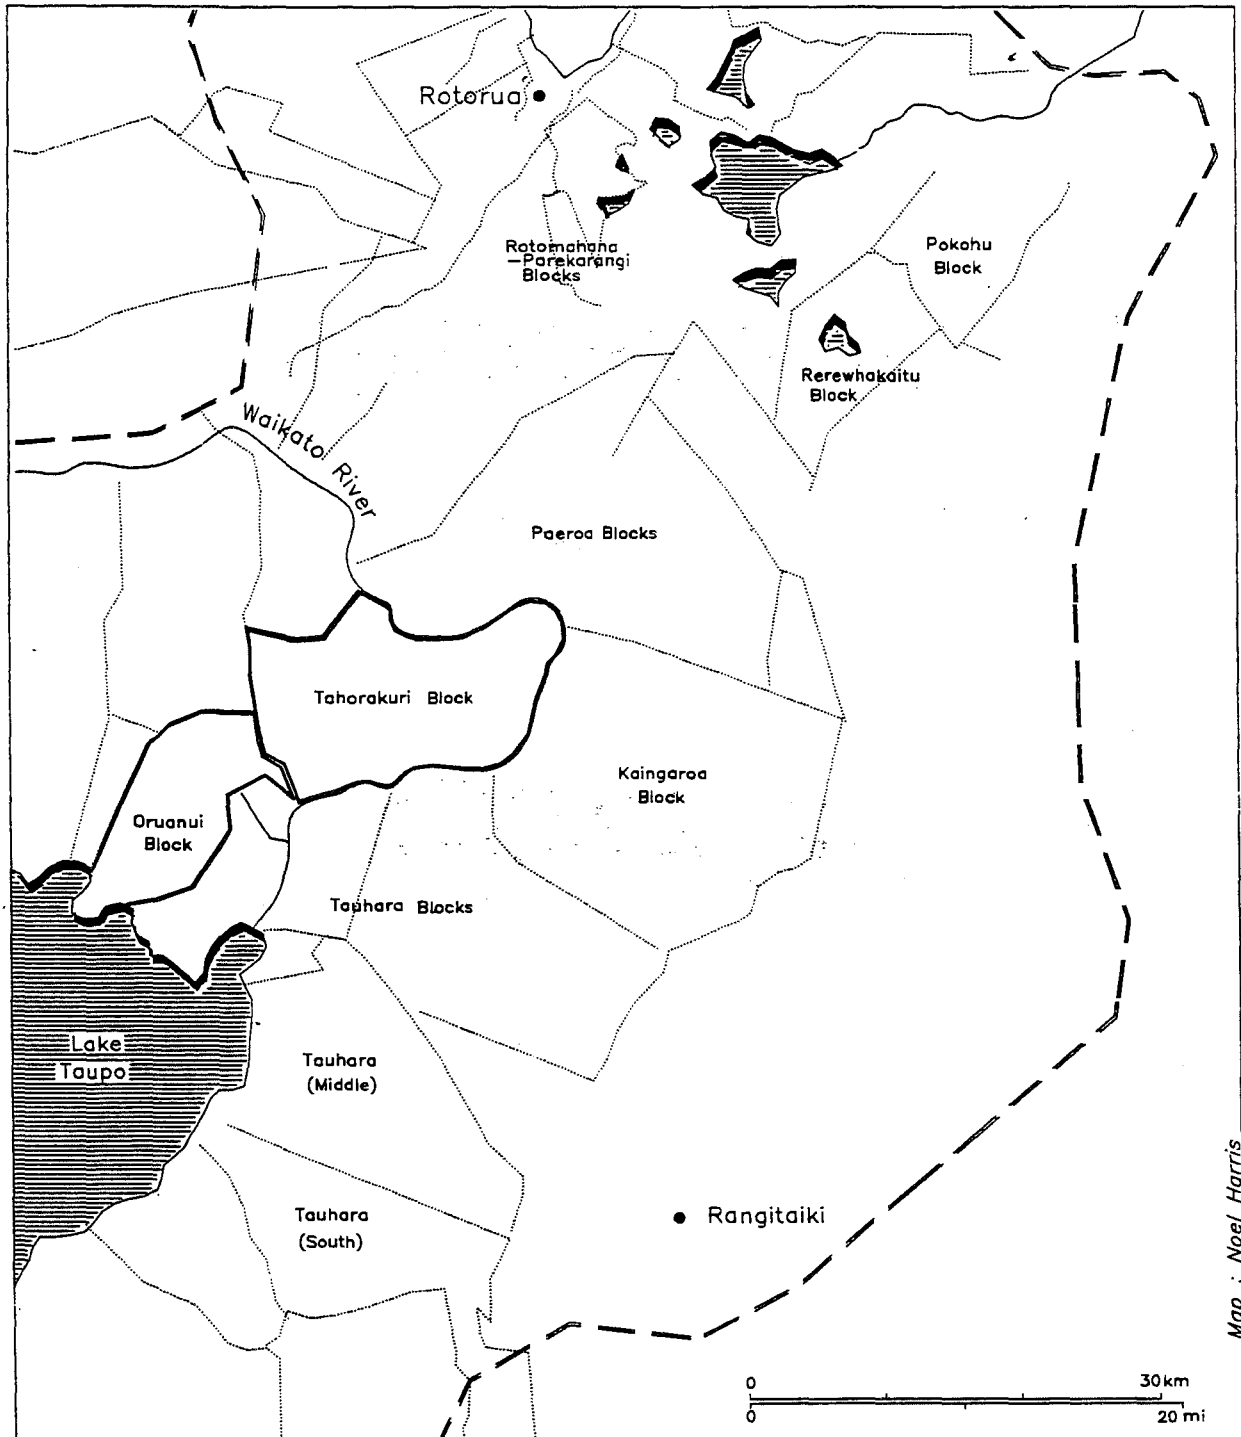 Rotorua
Rotomahana
—Parekarangi
Blocks
Pokohu
Block
Rerewhakaitu
Block
Waikato River
Paeroa Blocks
Tahorakuri Block
Kaingaroa
Block
Oruanui
Block
Tauhara Blocks
Lake
Taupo
Tauhara
(Middle)
Tauhara
(South)
Rangitaiki
Map : Noel Harris
0 30 km
0 20 mi